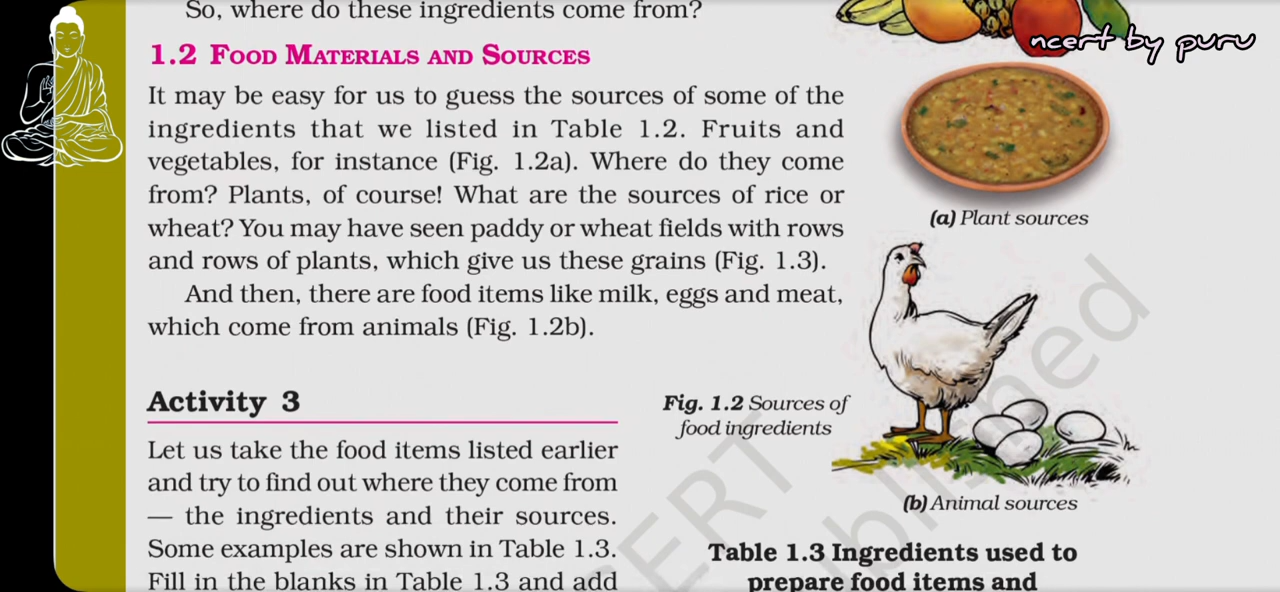 So, where do these ingredients come from?
ncert by puru
1.2 FOOD MATERIALS AND SOURCES
It may be easy for us to guess the sources of some of the
ingredients that we listed in Table 1.2. Fruits and
vegetables, for instance (Fig. 1.2a). Where do they come
from? Plants, of course! What are the sources of rice or
wheat? You may have seen paddy or wheat fields with rows
and rows of plants, which give us these grains (Fig. 1.3).
And then, there are food items like milk, eggs and meat,
which come from animals (Fig. 1.2b).
(a) Plant sources
Activity 3
Let us take the food items listed earlier
and try to find out where they come from
— the ingredients and their sources.
Some examples are shown in Table 1.3.
Fill in the blanks in Table 1.3 and add
Fig. 1.2 Sources of
food ingredients
(b) Animal sources
Table 1.3 Ingredients used to
prepare food items and